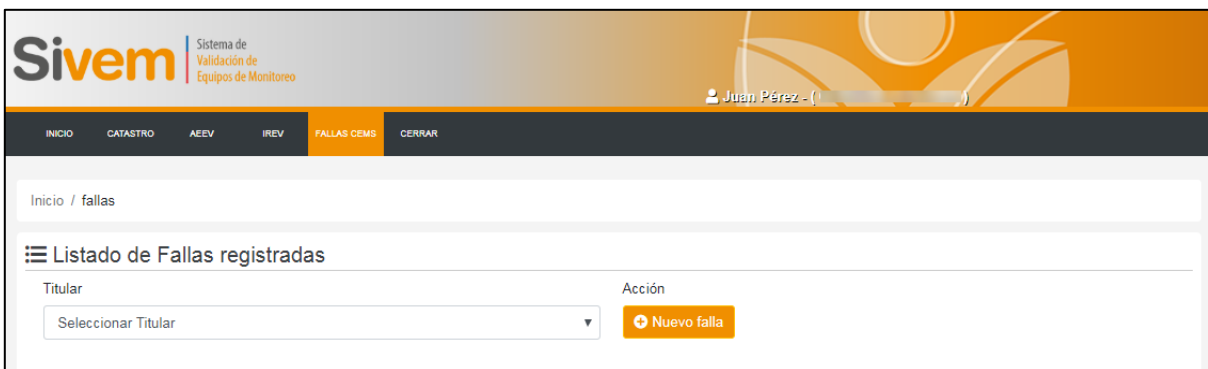 Sivem
Sistema de
Validación de
Equipos de Monitoreo
Juan Pérez - ( )
INICIO CATASTRO AEEV IREV FALLAS CEMS CERRAR
Inicio / fallas
Listado de Fallas registradas
Titular Acción
Seleccionar Titular Nuevo falla